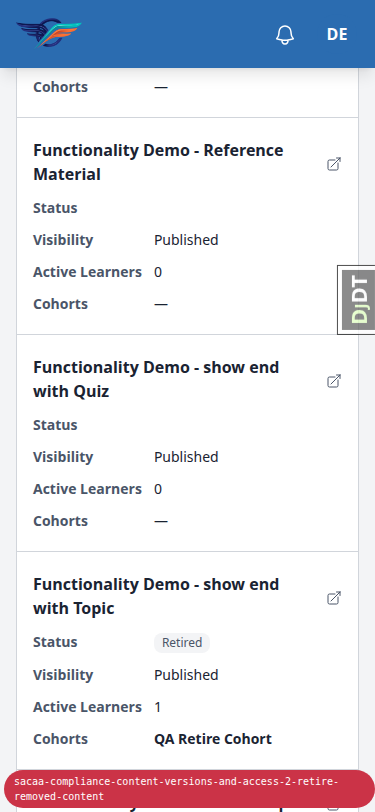 DE
Cohorts —
Functionality Demo - Reference
Material
Status
Visibility Published
Active Learners 0
Cohorts —
DJDT
Functionality Demo - show end
with Quiz
Status
Visibility Published
Active Learners 0
Cohorts —
Functionality Demo - show end
with Topic
Status Retired
Visibility Published
Active Learners 1
Cohorts QA Retire Cohort
sacaa-compliance-content-versions-and-access-2-retire-
removed-content